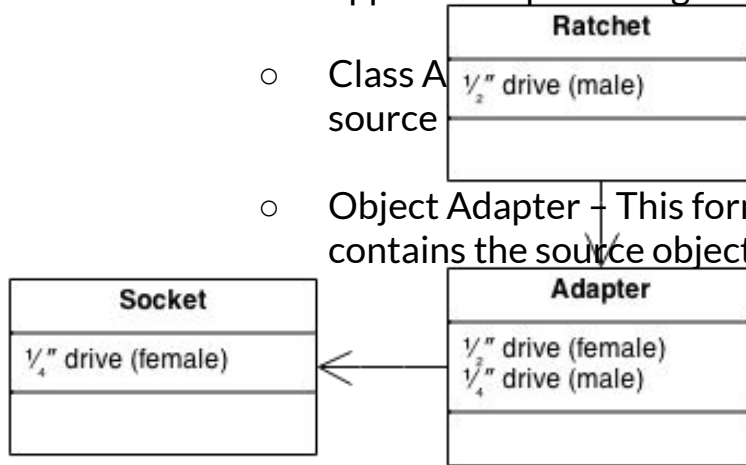 Ratchet
○ Class A
½" drive (male)
source
○ Object Adapter – This for
contains the source object
Socket
¼" drive (female)
Adapter
½" drive (female)
¼" drive (male)